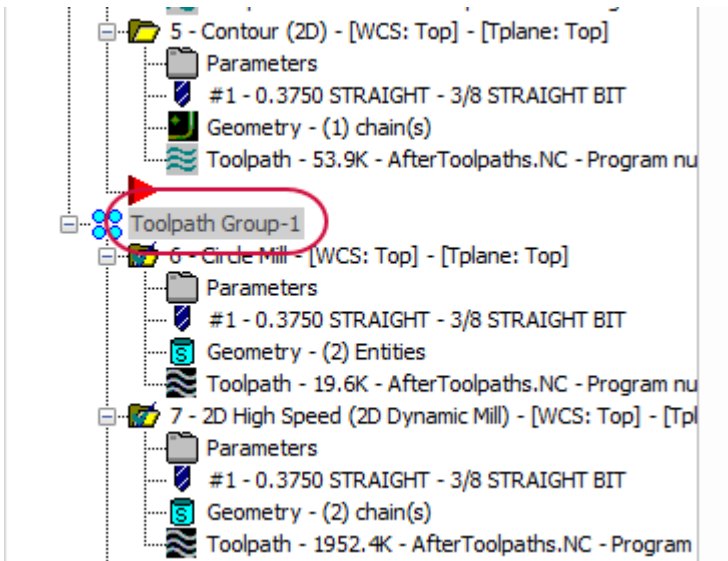 5 - Contour (2D) - [WCS: Top] - [Tplane: Top]
Parameters
#1 - 0.3750 STRAIGHT - 3/8 STRAIGHT BIT
Geometry - (1) chain(s)
Toolpath - 53.9K - AfterToolpaths.NC - Program nu
Toolpath Group-1
6 - Circle Mill - [WCS: Top] - [Tplane: Top]
Parameters
#1 - 0.3750 STRAIGHT - 3/8 STRAIGHT BIT
Geometry - (2) Entities
Toolpath - 19.6K - AfterToolpaths.NC - Program nu
7 - 2D High Speed (2D Dynamic Mill) - [WCS: Top] - [Tpl
Parameters
#1 - 0.3750 STRAIGHT - 3/8 STRAIGHT BIT
Geometry - (2) chain(s)
Toolpath - 1952.4K - AfterToolpaths.NC - Program